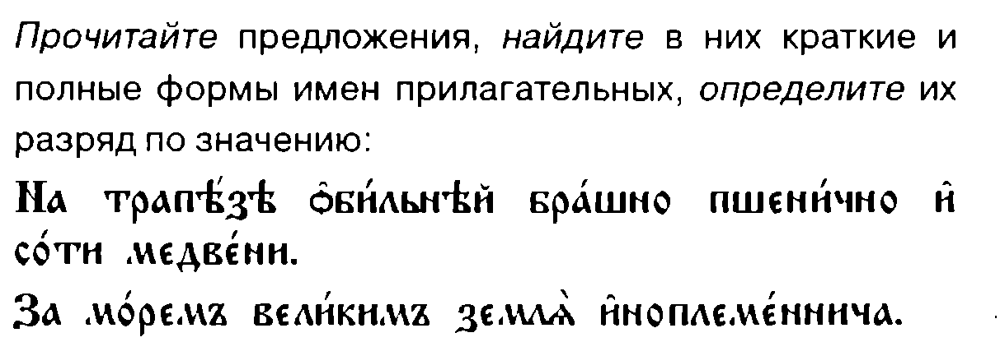 Прочитайте предложения, найдите в них краткие и
полные формы имен прилагательных, определите их
разряд по значению:
На трапѣ́зѣ ѻ҆би́льнѣй бра́шно пшени́чно и҆
со́ти медве́ни.
За мо́ремъ вели́кимъ землѧ̀ и҆ноплеме́ннича.